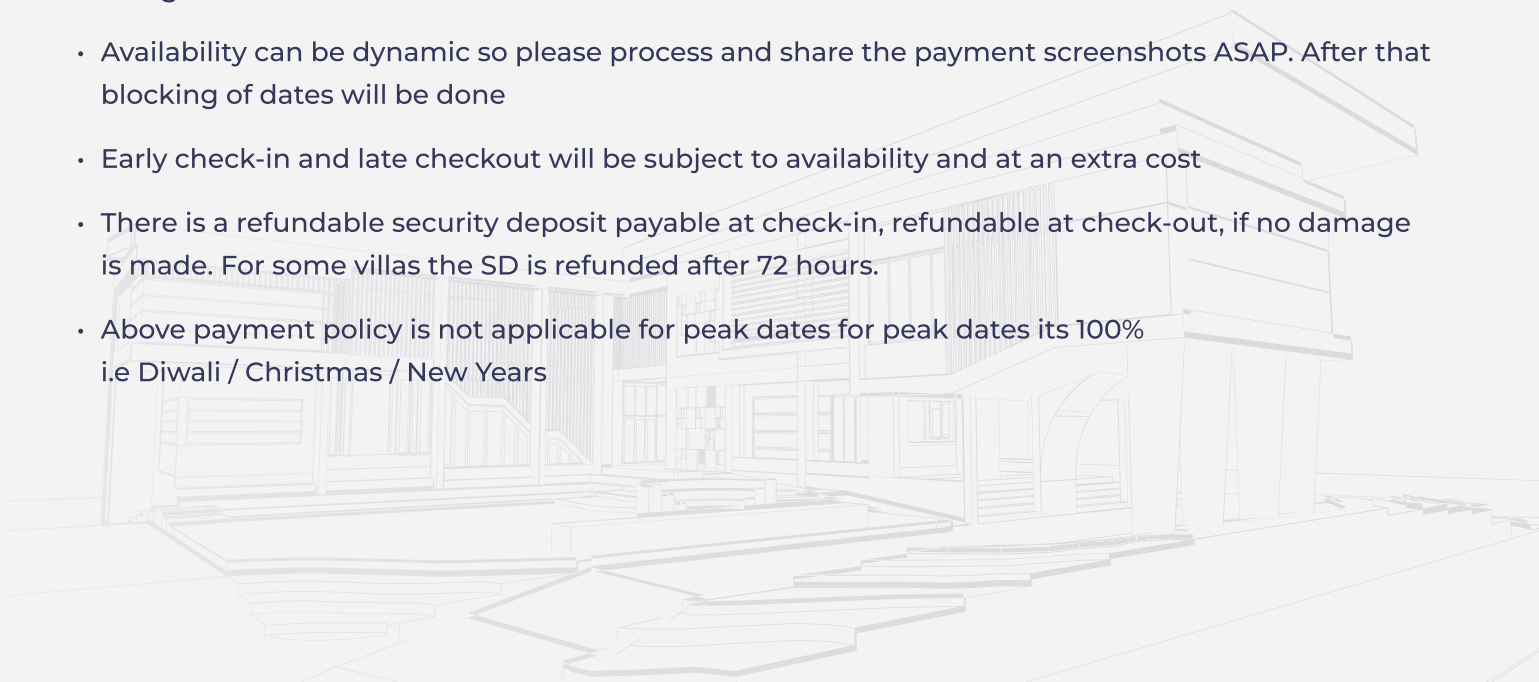 • Availability can be dynamic so please process and share the payment screenshots ASAP. After that
blocking of dates will be done
• Early check-in and late checkout will be subject to availability and at an extra cost
• There is a refundable security deposit payable at check-in, refundable at check-out, if no damage
is made. For some villas the SD is refunded after 72 hours.
• Above payment policy is not applicable for peak dates for peak dates its 100%
i.e Diwali / Christmas / New Years